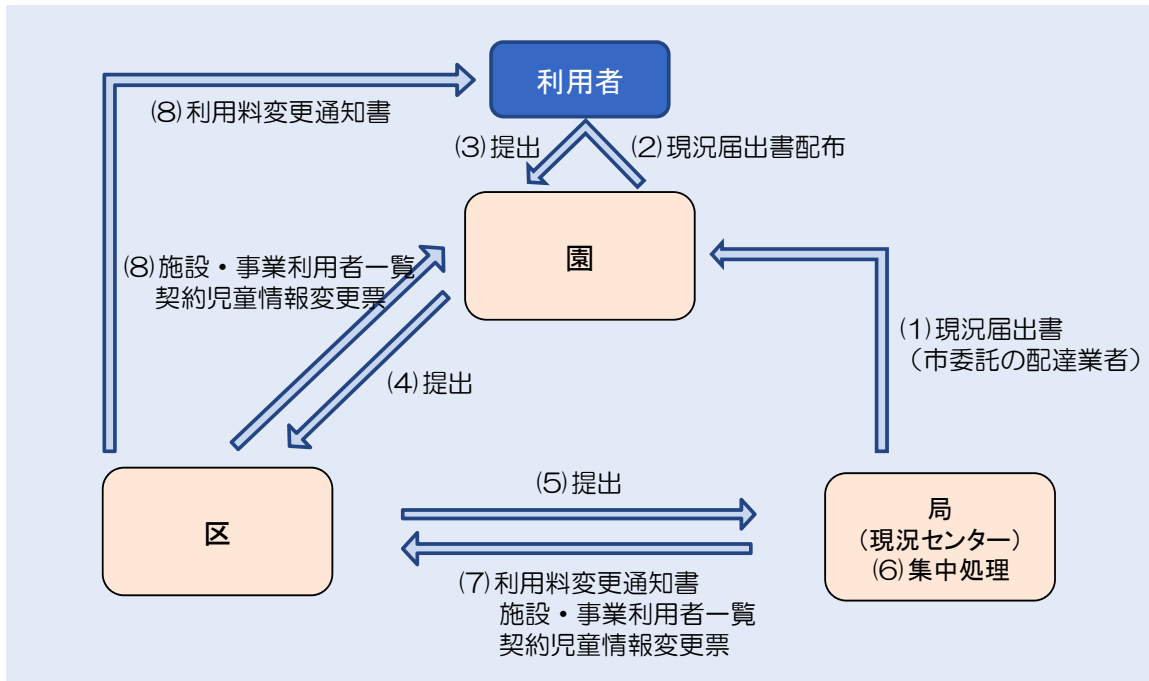 利用者
(8)利用料変更通知書
(3)提出
(2)現況届出書配布
園
(8)施設・事業利用者一覧
契約児童情報変更票
(1)現況届出書
（市委託の配達業者）
(4)提出
区
(5)提出
局
（現況センター）
(6)集中処理
(7)利用料変更通知書
施設・事業利用者一覧
契約児童情報変更票